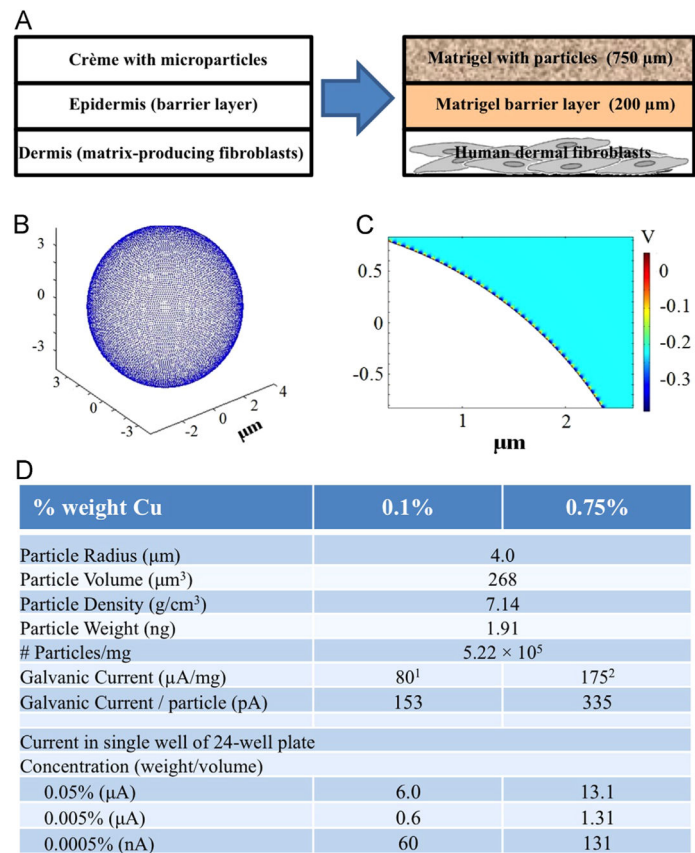 A
Crème with microparticles
Epidermis (barrier layer)
Dermis (matrix-producing fibroblasts)
Matrigel with particles (750 μm)
Matrigel barrier layer (200 μm)
Human dermal fibroblasts
B
3
0
-3
3
0
-3
-2
0
2
4
μm
C
0.5
0
-0.5
1
2
μm
V
0
-0.1
-0.2
-0.3
D
% weight Cu 0.1% 0.75%
Particle Radius (μm) 4.0
Particle Volume (μm³) 268
Particle Density (g/cm³) 7.14
Particle Weight (ng) 1.91
# Particles/mg 5.22 × 10⁵
Galvanic Current (μA/mg) 80¹ 175²
Galvanic Current / particle (pA) 153 335
Current in single well of 24-well plate
Concentration (weight/volume)
0.05% (μA) 6.0 13.1
0.005% (μA) 0.6 1.31
0.0005% (nA) 60 131